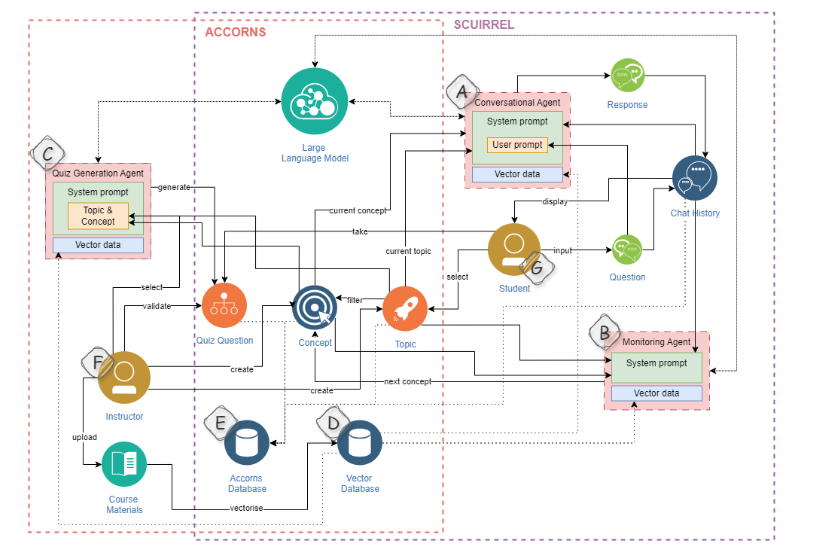 ACCORNS
SCUIRREL
Large
Language Model
A
Conversational Agent
System prompt
User prompt
Vector data
Response
Chat History
C
Quiz Generation Agent
System prompt
Topic &
Concept
Vector data
generate
current concept
take
current topic
display
input
select
Student
G
Question
select
validate
filter
Quiz Question
Concept
Topic
B
Monitoring Agent
System prompt
Vector data
F
Instructor
create
create
next concept
upload
E
Accorns
Database
D
Vector
Database
Course
Materials
vectorise